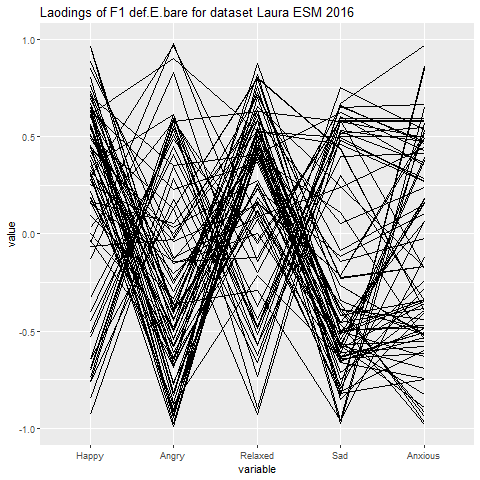 Laodings of F1 def.E.bare for dataset Laura ESM 2016
1.0
0.5
0.0
-0.5
-1.0
value
Happy Angry Relaxed Sad Anxious
variable